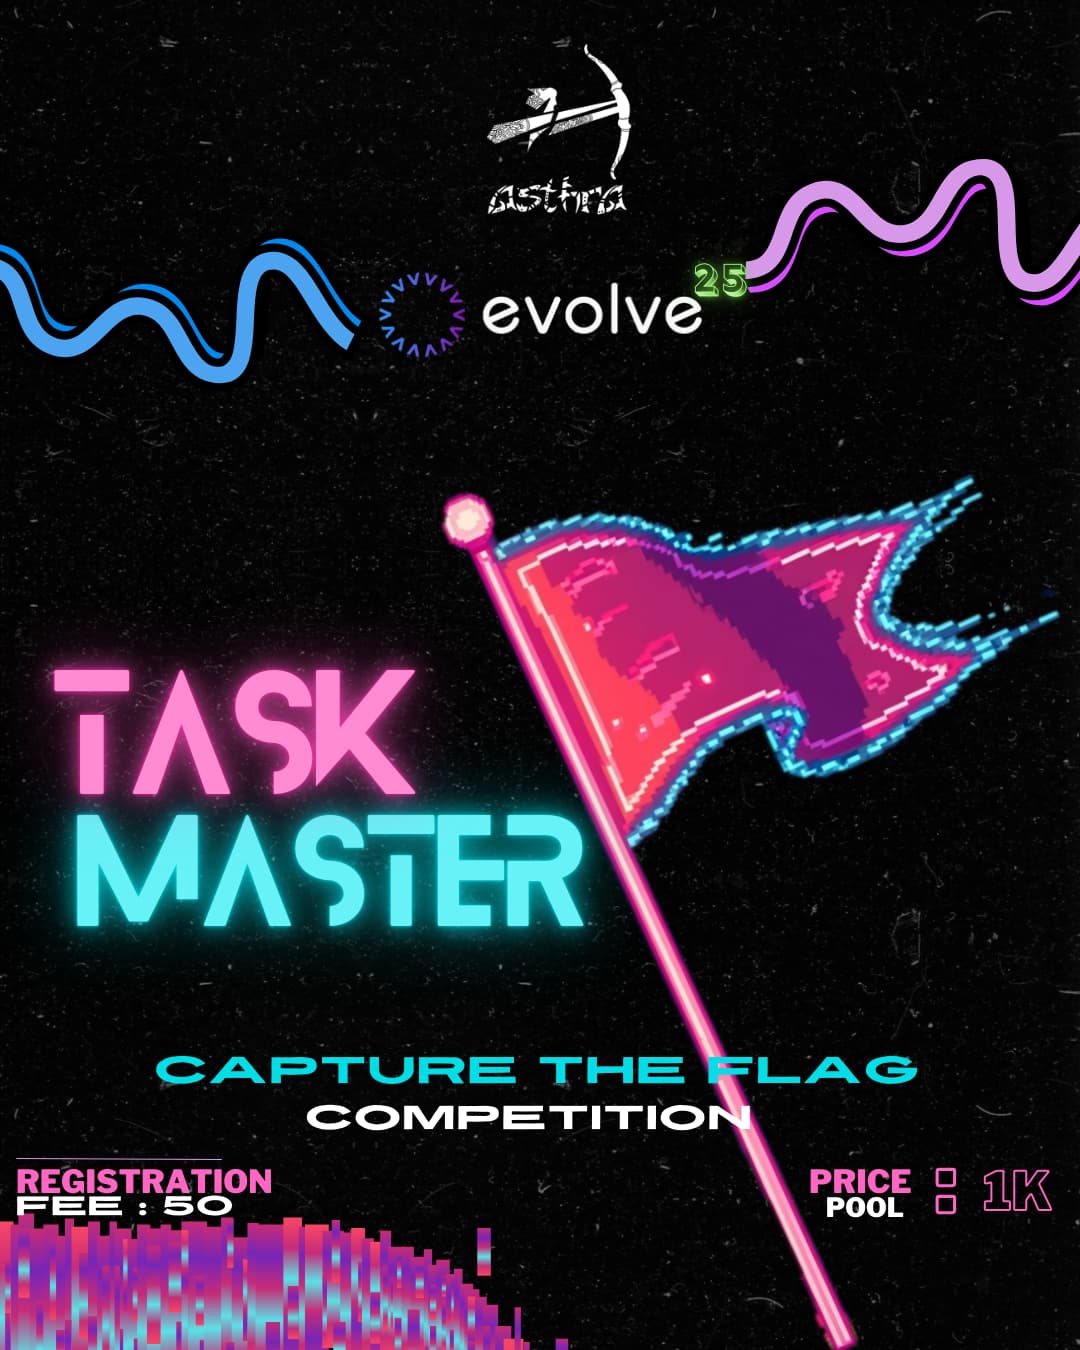 asthra
evolve 25
TASK
MASTER
CAPTURE THE FLAG
COMPETITION
REGISTRATION
FEE : 50
PRICE
POOL : 1K